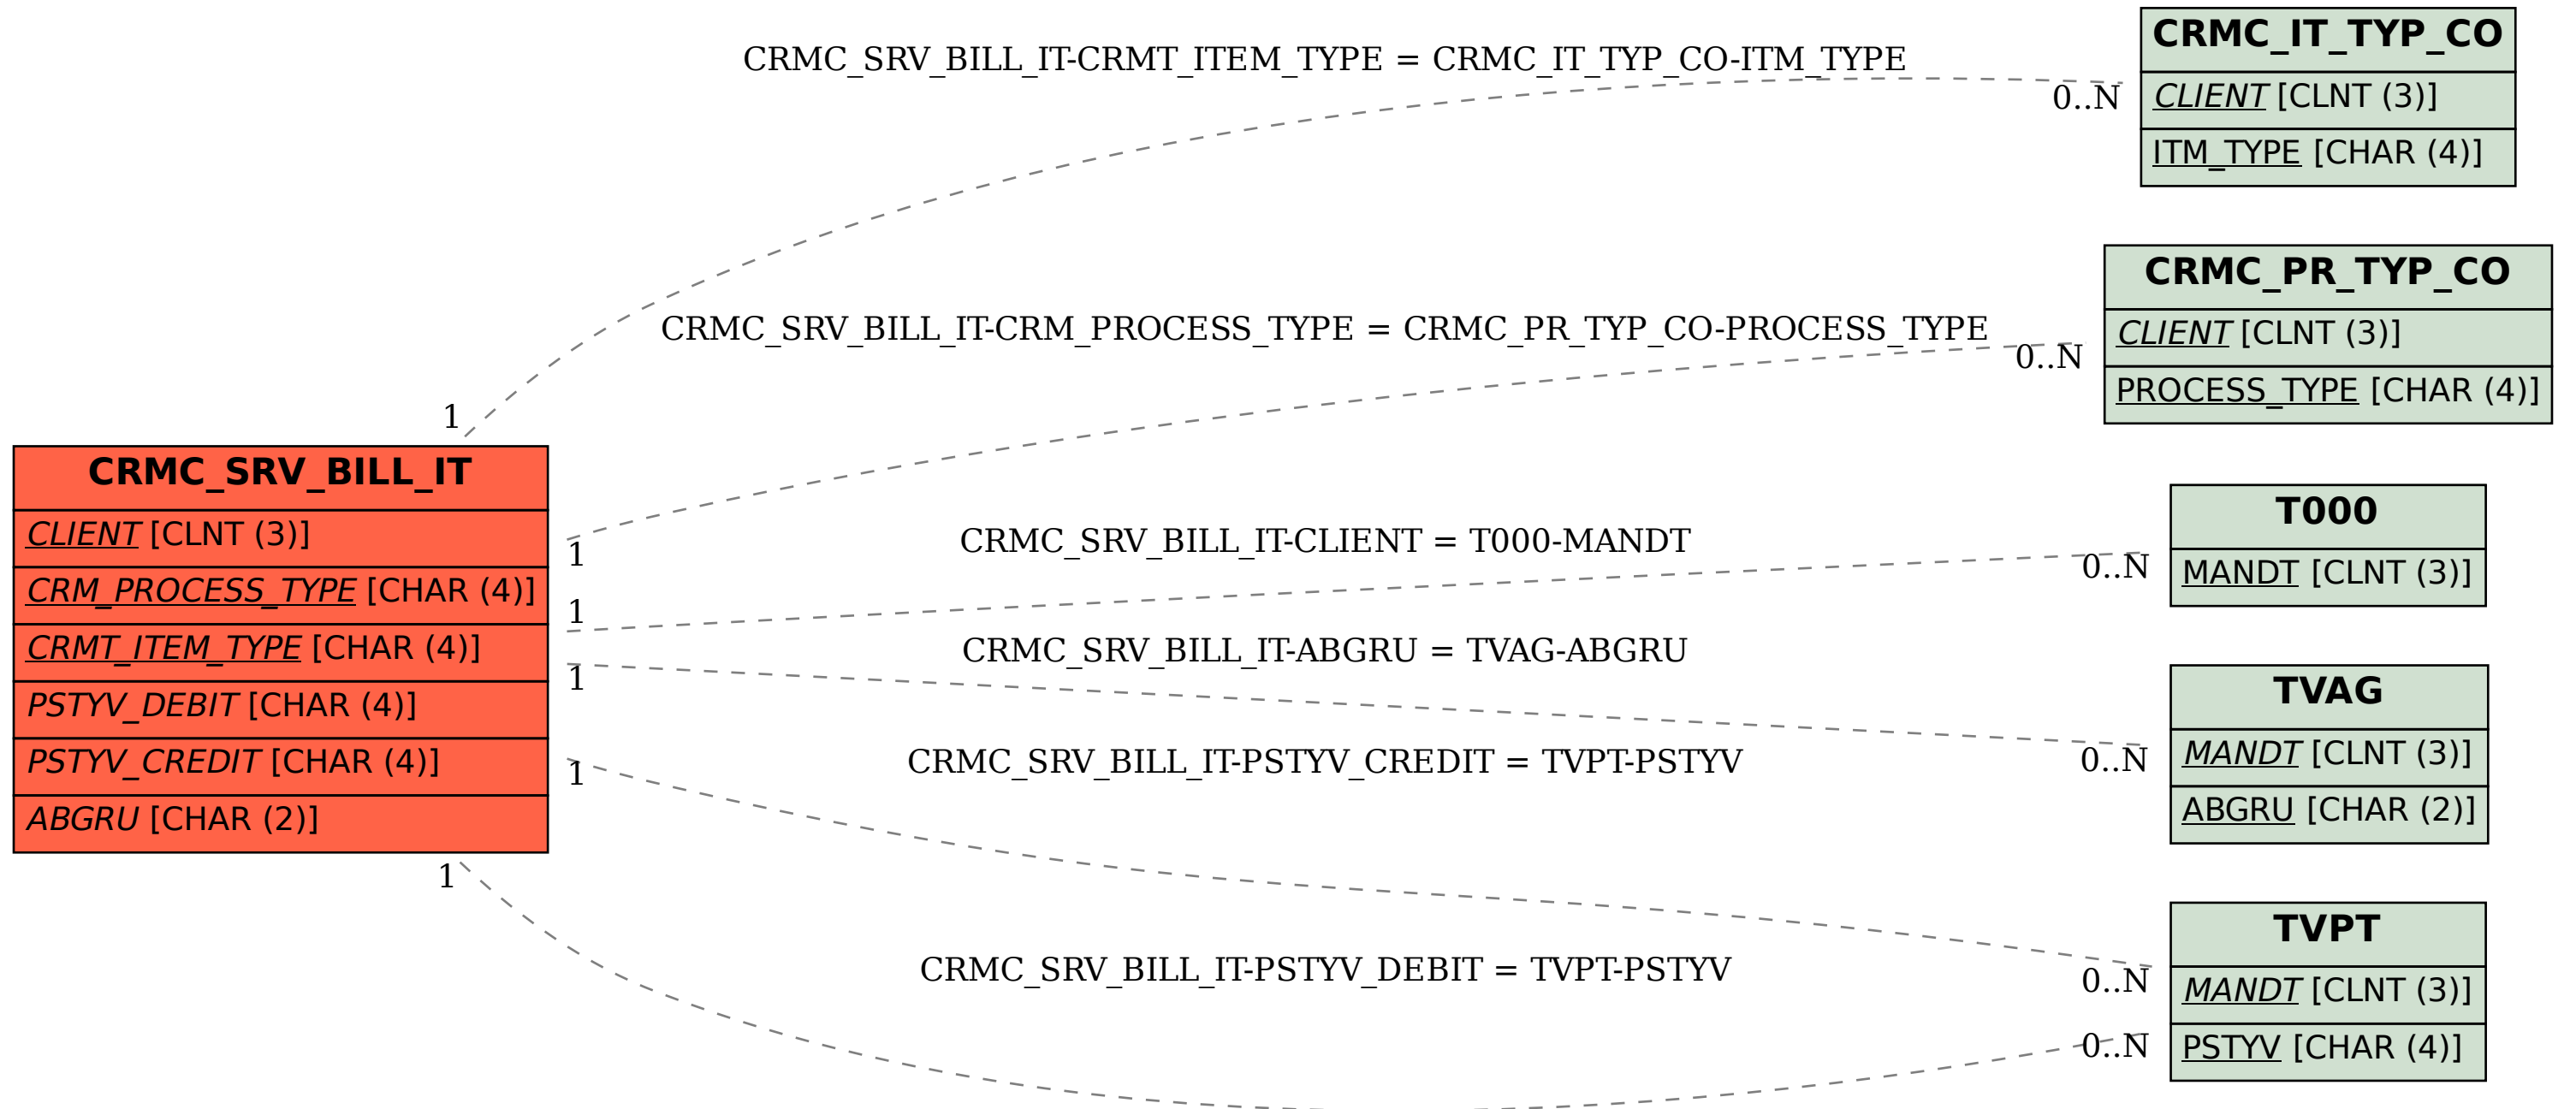 CRMC_SRV_BILL_IT-CRMT_ITEM_TYPE = CRMC_IT_TYP_CO-ITM_TYPE
0..N
CRMC_IT_TYP_CO
CLIENT [CLNT (3)]
ITM_TYPE [CHAR (4)]
CRMC_SRV_BILL_IT-CRM_PROCESS_TYPE = CRMC_PR_TYP_CO-PROCESS_TYPE
0..N
CRMC_PR_TYP_CO
CLIENT [CLNT (3)]
PROCESS_TYPE [CHAR (4)]
1
CRMC_SRV_BILL_IT
CLIENT [CLNT (3)]
CRM_PROCESS_TYPE [CHAR (4)]
CRMT_ITEM_TYPE [CHAR (4)]
PSTYV_DEBIT [CHAR (4)]
PSTYV_CREDIT [CHAR (4)]
ABGRU [CHAR (2)]
1
1
1
1
1
CRMC_SRV_BILL_IT-CLIENT = T000-MANDT
0..N
T000
MANDT [CLNT (3)]
CRMC_SRV_BILL_IT-ABGRU = TVAG-ABGRU
0..N
TVAG
MANDT [CLNT (3)]
ABGRU [CHAR (2)]
CRMC_SRV_BILL_IT-PSTYV_CREDIT = TVPT-PSTYV
0..N
CRMC_SRV_BILL_IT-PSTYV_DEBIT = TVPT-PSTYV
0..N
TVPT
MANDT [CLNT (3)]
PSTYV [CHAR (4)]